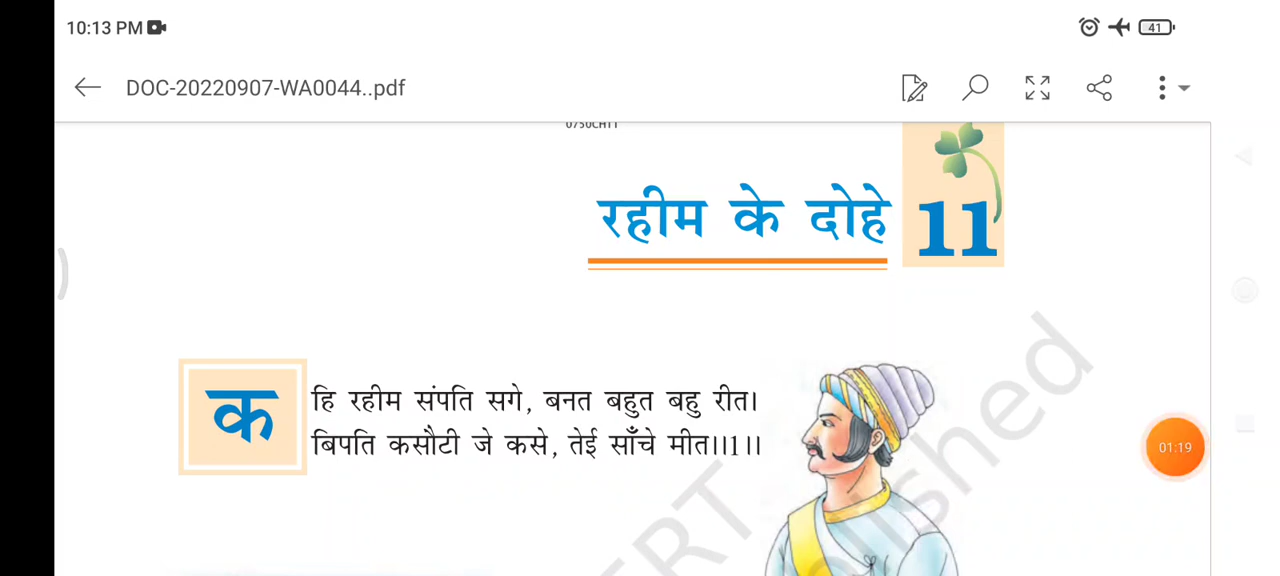 10:13 PM
41
DOC-20220907-WA0044..pdf
0750CH11
रहीम के दोहे 11
कहि रहीम संपति सगे, बनत बहुत बहु रीत।
बिपति कसौटी जे कसे, तेई साँचे मीत।।1।।
01:19